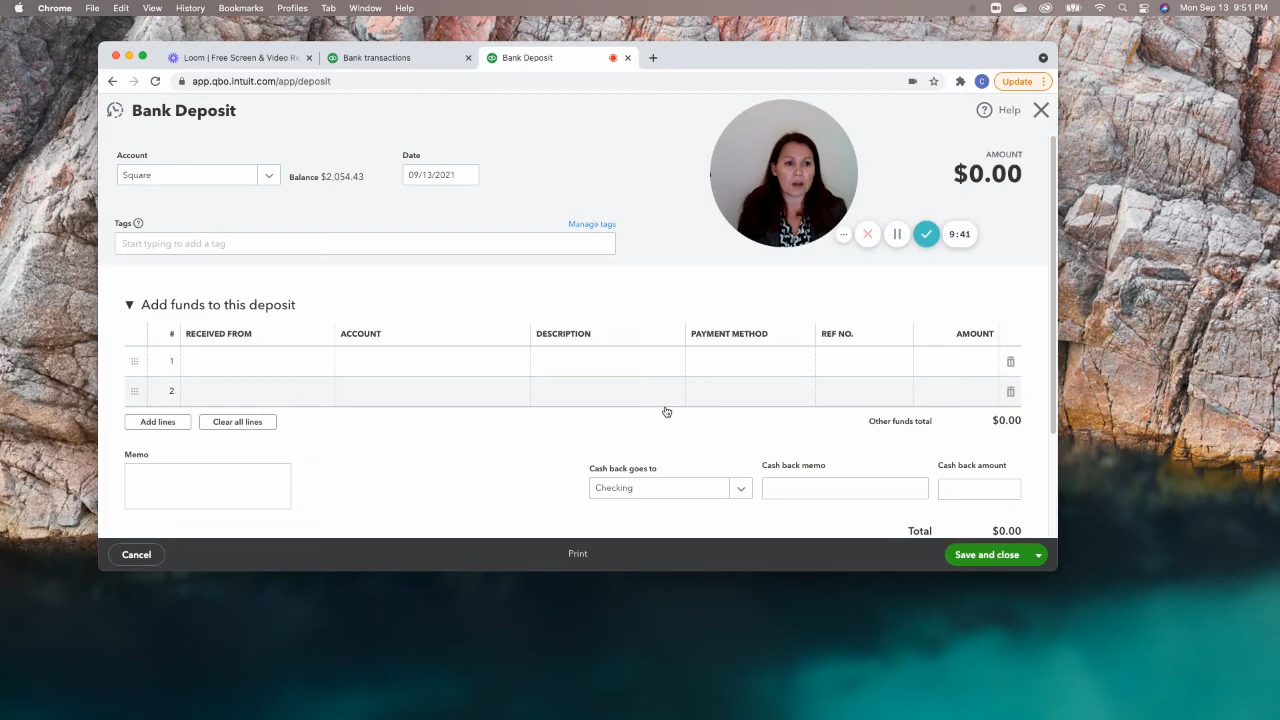 Chrome File Edit View History Bookmarks Profiles Tab Window Help Mon Sep 13 9:51 PM
Loom | Free Screen & Video Re Bank transactions Bank Deposit
app.qbo.intuit.com/app/deposit C Update
Bank Deposit Help
Account Date AMOUNT
Square Balance $2,054.43 09/13/2021 $0.00
Tags Manage tags
Start typing to add a tag 9:41
Add funds to this deposit
# RECEIVED FROM ACCOUNT DESCRIPTION PAYMENT METHOD REF NO. AMOUNT
1
2
Add lines Clear all lines Other funds total $0.00
Memo Cash back goes to Cash back memo Cash back amount
Checking
Total $0.00
Cancel Print Save and close